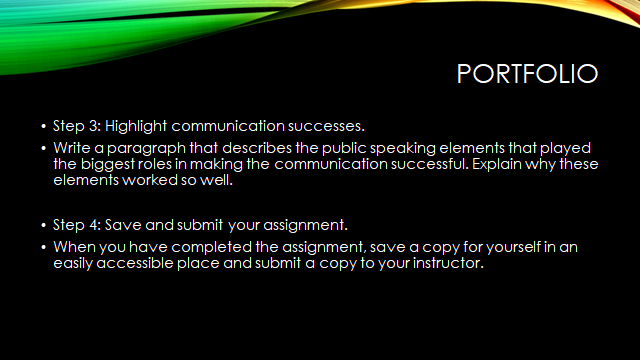 PORTFOLIO
• Step 3: Highlight communication successes.
• Write a paragraph that describes the public speaking elements that played
the biggest roles in making the communication successful. Explain why these
elements worked so well.
• Step 4: Save and submit your assignment.
• When you have completed the assignment, save a copy for yourself in an
easily accessible place and submit a copy to your instructor.